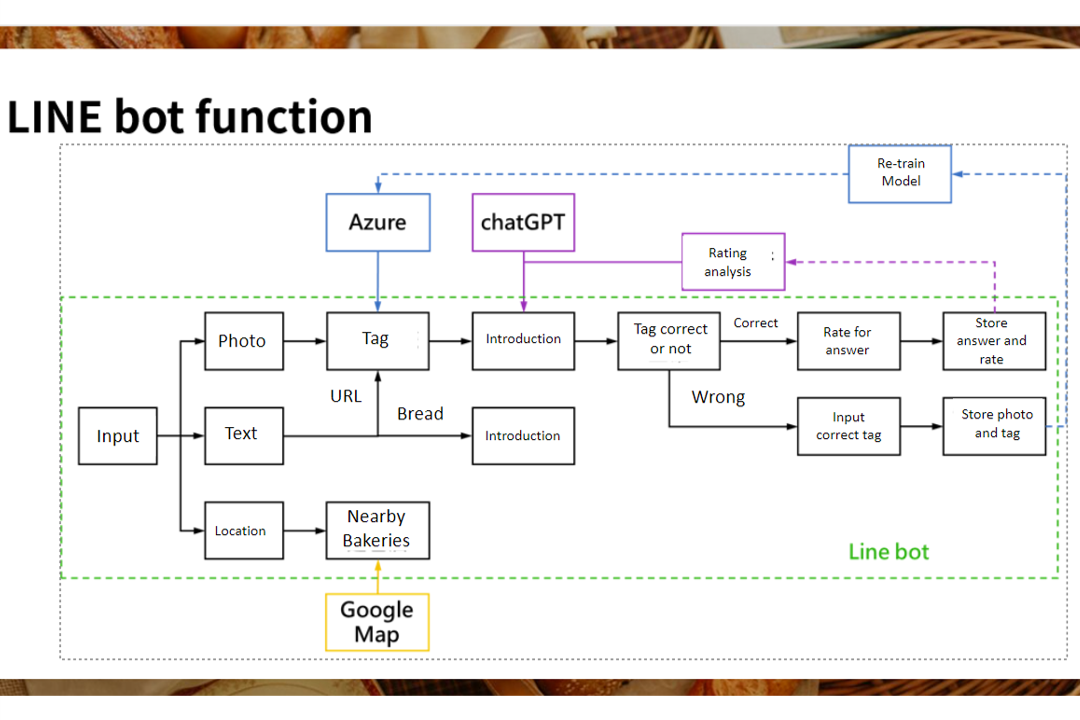 LINE bot function
Re-train
Model
Azure
chatGPT
Rating
analysis
;
Photo
Tag
Introduction
Tag correct
or not
Correct
Rate for
answer
Store
answer and
rate
URL
Bread
Wrong
Input
Text
Introduction
Input
correct tag
Store photo
and tag
Location
Nearby
Bakeries
Line bot
Google
Map